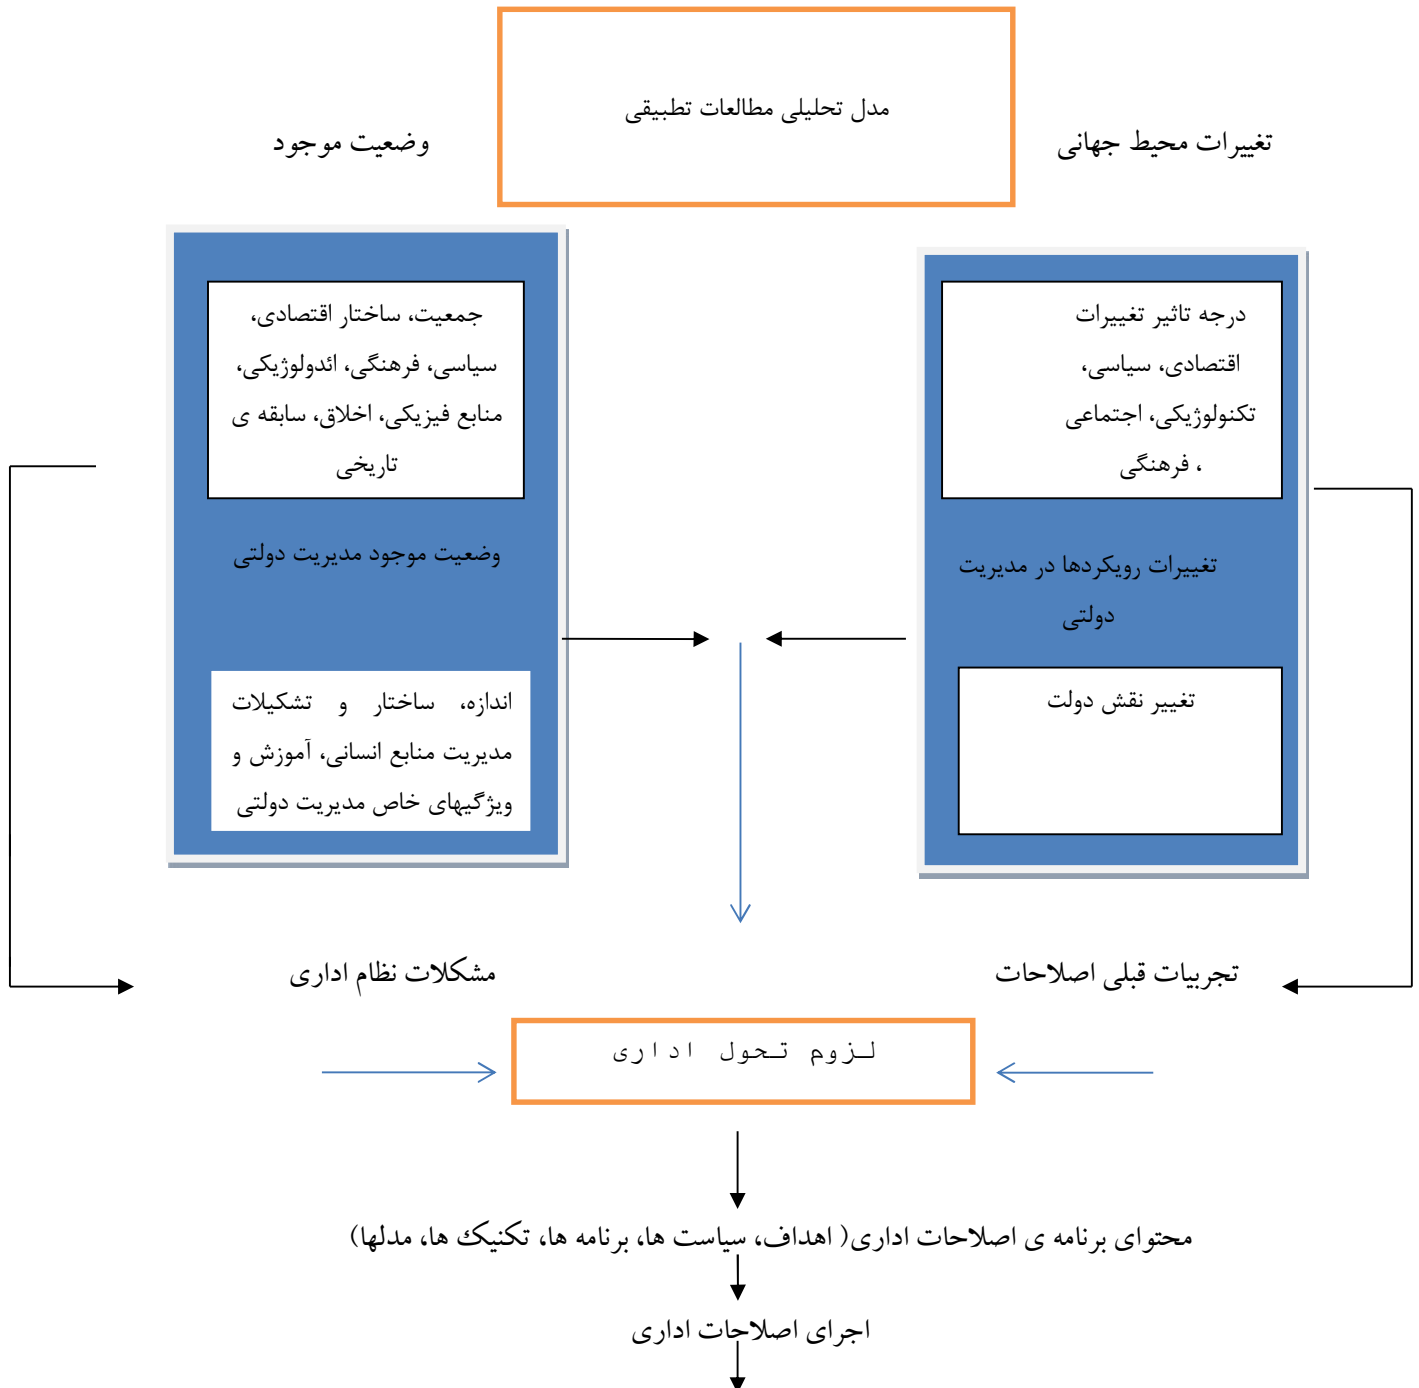 مدل تحلیلی مطالعات تطبیقی
تغییرات محیط جهانی
وضعیت موجود
درجه تاثیر تغییرات
اقتصادی، سیاسی،
تکنولوژیکی، اجتماعی
، فرهنگی
تغییرات رویکردها در مدیریت
دولتی
تغییر نقش دولت
جمعیت، ساختار اقتصادی،
سیاسی، فرهنگی، ائدولوژیکی،
منابع فیزیکی، اخلاق، سابقه ی
تاریخی
وضعیت موجود مدیریت دولتی
اندازه، ساختار و تشکیلات
مدیریت منابع انسانی، آموزش و
ویژگیهای خاص مدیریت دولتی
تجربیات قبلی اصلاحات
مشکلات نظام اداری
لزوم تحول اداری
محتوای برنامه ی اصلاحات اداری( اهداف، سیاست ها، برنامه ها، تکنیک ها، مدلها)
اجرای اصلاحات اداری